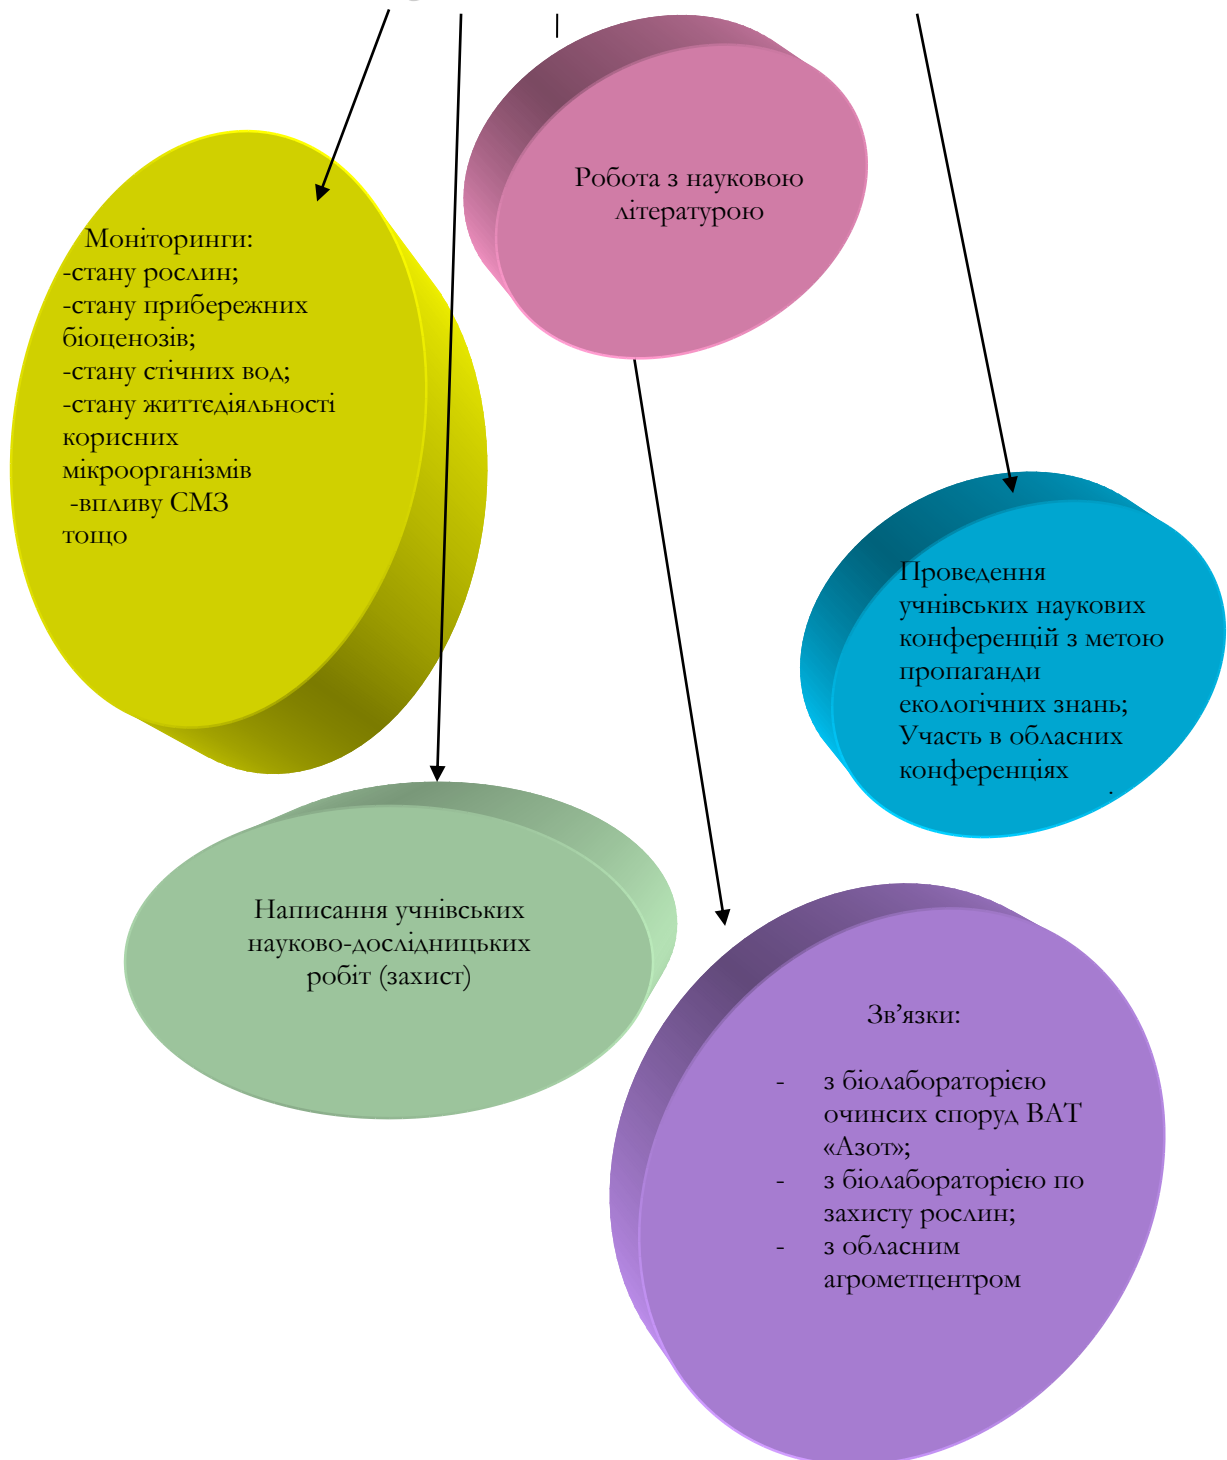 Робота з науковою
літературою
Моніторинги:
-стану рослин;
-стану прибережних
біоценозів;
-стану стічних вод;
-стану життєдіяльності
корисних
мікроорганізмів
-впливу СМЗ
тощо
Проведення
учнівських наукових
конференцій з метою
пропаганди
екологічних знань;
Участь в обласних
конференціях
Написання учнівських
науково-дослідницьких
робіт (захист)
Зв’язки:
- з біолабораторією
очинсих споруд ВАТ
«Азот»;
- з біолабораторією по
захисту рослин;
- з обласним
агрометцентром